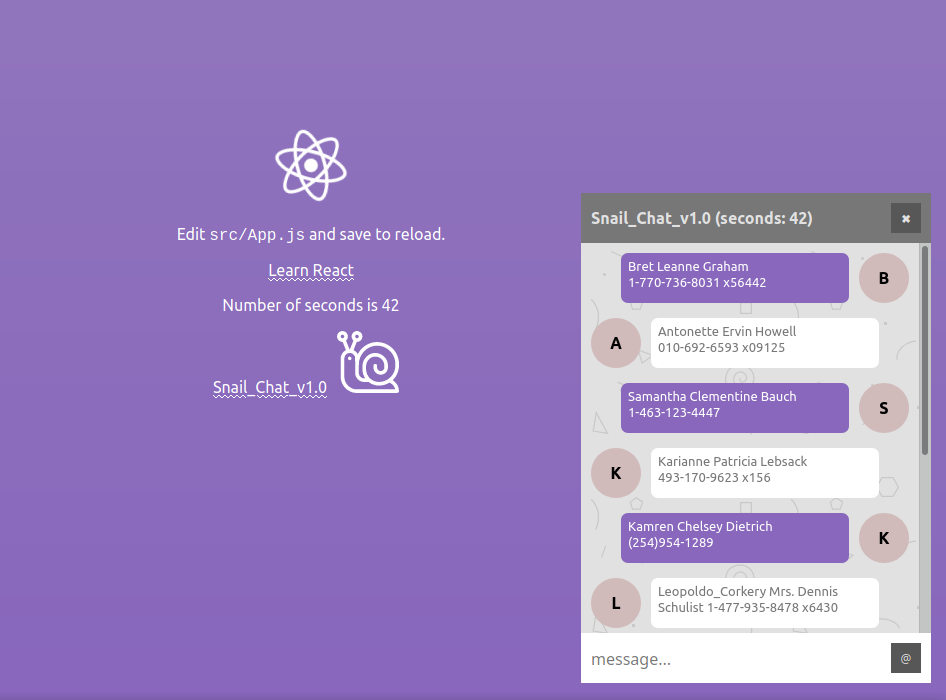 Edit src/App.js and save to reload.
Learn React
Number of seconds is 42
Snail_Chat_v1.0
Snail_Chat_v1.0 (seconds: 42)
✖
Bret Leanne Graham
1-770-736-8031 x56442
B
A
Antonette Ervin Howell
010-692-6593 x09125
Samantha Clementine Bauch
1-463-123-4447
S
K
Karianne Patricia Lebsack
493-170-9623 x156
Kamren Chelsey Dietrich
(254)954-1289
K
L
Leopoldo_Corkery Mrs. Dennis
Schulist 1-477-935-8478 x6430
message...
@